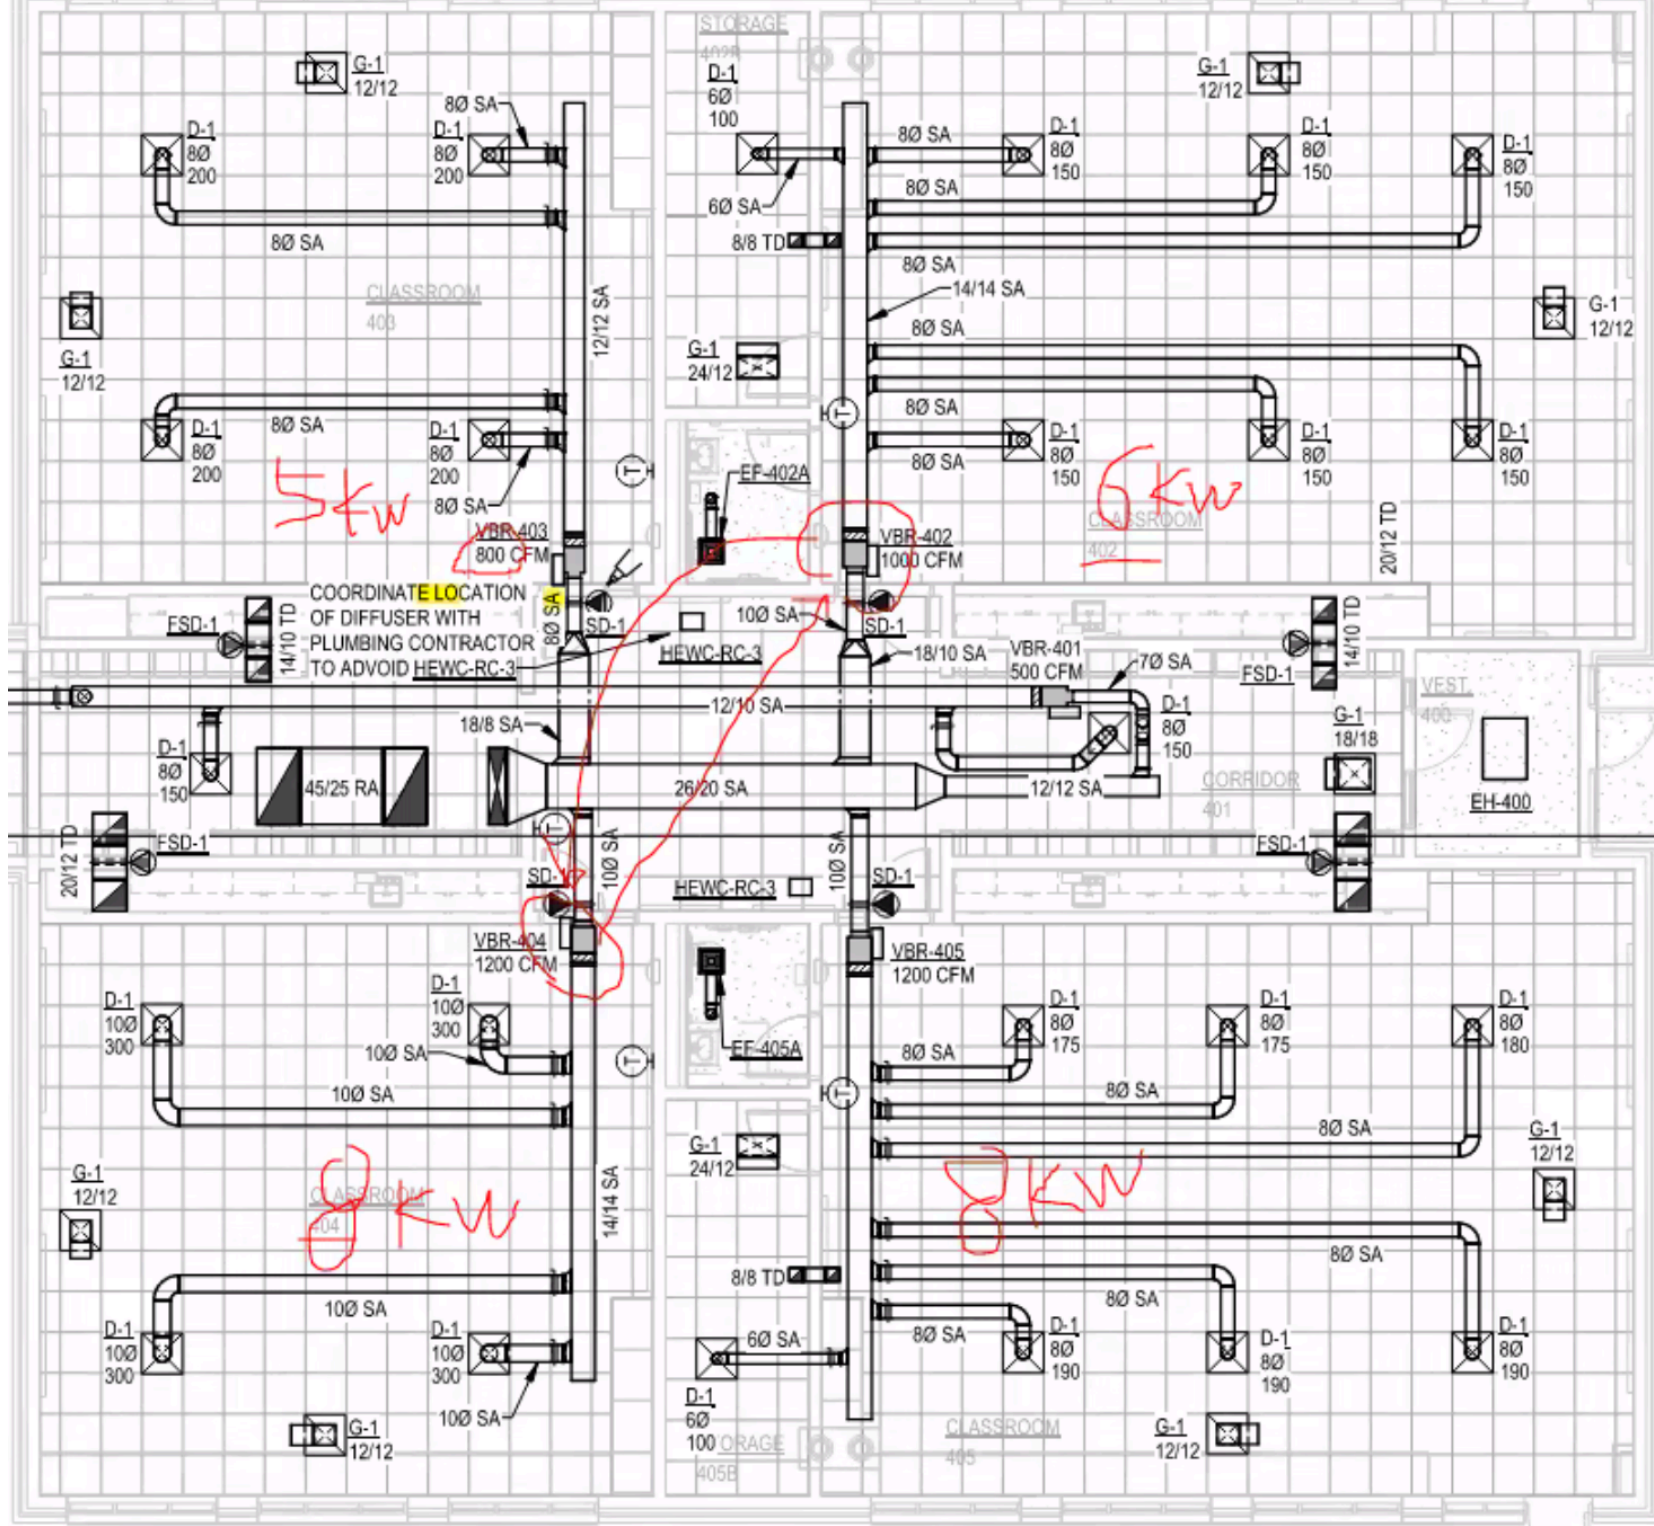 STORAGE
402B
G-1
12/12
8Ø SA
D-1
8Ø
200
D-1
8Ø
200
8Ø SA
CLASSROOM
403
G-1
12/12
12/12 SA
8Ø SA
D-1
8Ø
200
D-1
8Ø
200
8Ø SA
5 KW
VBR-403
800 CFM
D-1
6Ø
100
6Ø SA
8/8 TD
G-1
24/12
EF-402A
G-1
12/12
8Ø SA
D-1
8Ø
150
D-1
8Ø
150
D-1
8Ø
150
8Ø SA
8Ø SA
14/14 SA
8Ø SA
G-1
12/12
8Ø SA
8Ø SA
D-1
8Ø
150
D-1
8Ø
150
D-1
8Ø
150
6 KW
CLASSROOM
402
VBR-402
1000 CFM
20/12 TD
COORDINATE LOCATION
OF DIFFUSER WITH
PLUMBING CONTRACTOR
TO ADVOID HEWC-RC-3
FSD-1
14/10 TD
8Ø SA
SD-1
HEWC-RC-3
10Ø SA
SD-1
18/10 SA
VBR-401
500 CFM
7Ø SA
FSD-1
14/10 TD
12/10 SA
18/8 SA
D-1
8Ø
150
VEST.
400
G-1
18/18
D-1
8Ø
150
45/25 RA
26/20 SA
12/12 SA
CORRIDOR
401
EH-400
20/12 TD
FSD-1
10Ø SA
10Ø SA
FSD-1
SD-1
HEWC-RC-3
SD-1
VBR-404
1200 CFM
VBR-405
1200 CFM
D-1
10Ø
300
D-1
10Ø
300
10Ø SA
10Ø SA
EF-405A
8Ø SA
D-1
8Ø
175
D-1
8Ø
175
D-1
8Ø
180
8Ø SA
8Ø SA
G-1
12/12
G-1
24/12
G-1
12/12
CLASSROOM
404
8 KW
14/14 SA
8 KW
8Ø SA
8/8 TD
8Ø SA
8Ø SA
10Ø SA
D-1
10Ø
300
D-1
10Ø
300
10Ø SA
6Ø SA
D-1
6Ø
100
D-1
8Ø
190
D-1
8Ø
190
D-1
8Ø
190
G-1
12/12
ORAGE
405B
CLASSROOM
405
G-1
12/12